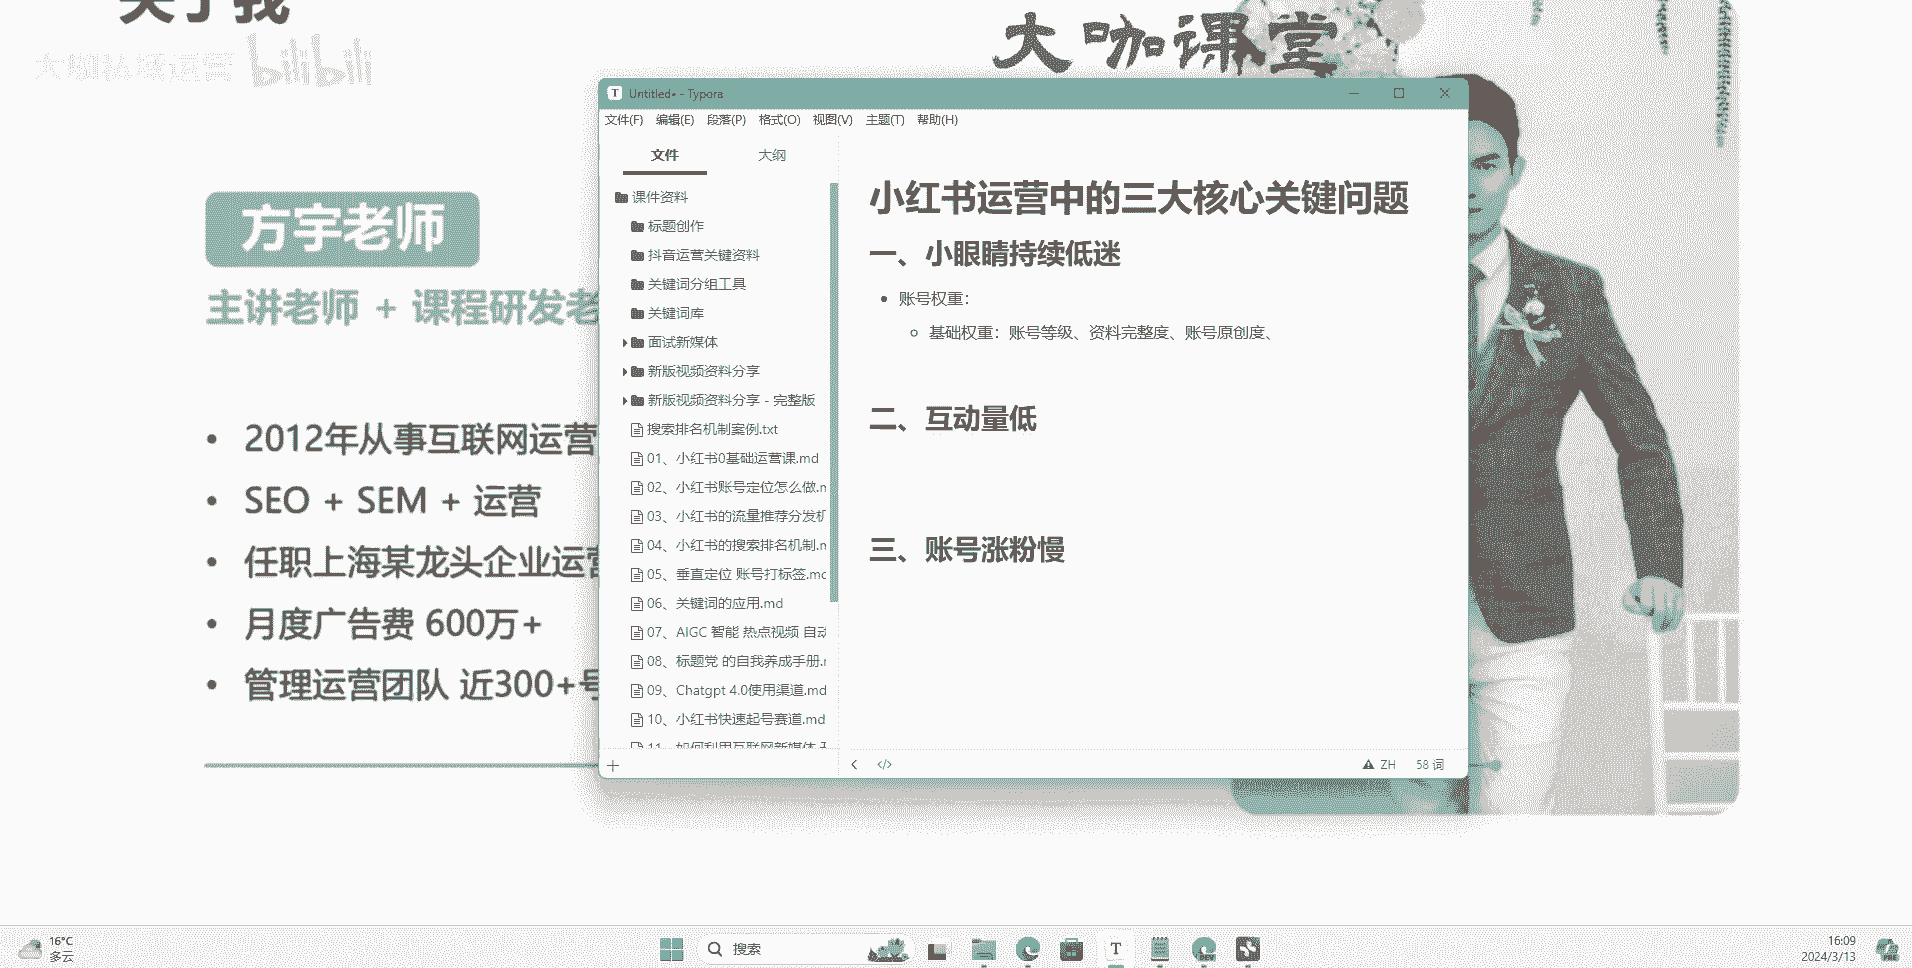 关于我
大咖私域运营 bilibili
大咖课堂
方宇老师
主讲老师 + 课程研发老
2012年从事互联网运营
SEO + SEM + 运营
任职上海某龙头企业运营
月度广告费 600万+
管理运营团队 近300+号
Untitled• - Typora
文件(F) 编辑(E) 段落(P) 格式(O) 视图(V) 主题(T) 帮助(H)
文件 大纲
课件资料
标题创作
抖音运营关键资料
关键词分组工具
关键词库
面试新媒体
新版视频资料分享
新版视频资料分享 - 完整版
搜索排名机制案例.txt
01、小红书0基础运营课.md
02、小红书账号定位怎么做.m
03、小红书的流量推荐分发机
04、小红书的搜索排名机制.m
05、垂直定位 账号打标签.mc
06、关键词的应用.md
07、AIGC 智能 热点视频 自动
08、标题党 的自我养成手册.r
09、Chatgpt 4.0使用渠道.md
10、小红书快速起号赛道.md
11、如何利用互联网新媒体
小红书运营中的三大核心关键问题
一、小眼睛持续低迷
账号权重：
基础权重：账号等级、资料完整度、账号原创度、
二、互动量低
三、账号涨粉慢
ZH 58 词
16°C
多云
搜索
16:09
2024/3/13